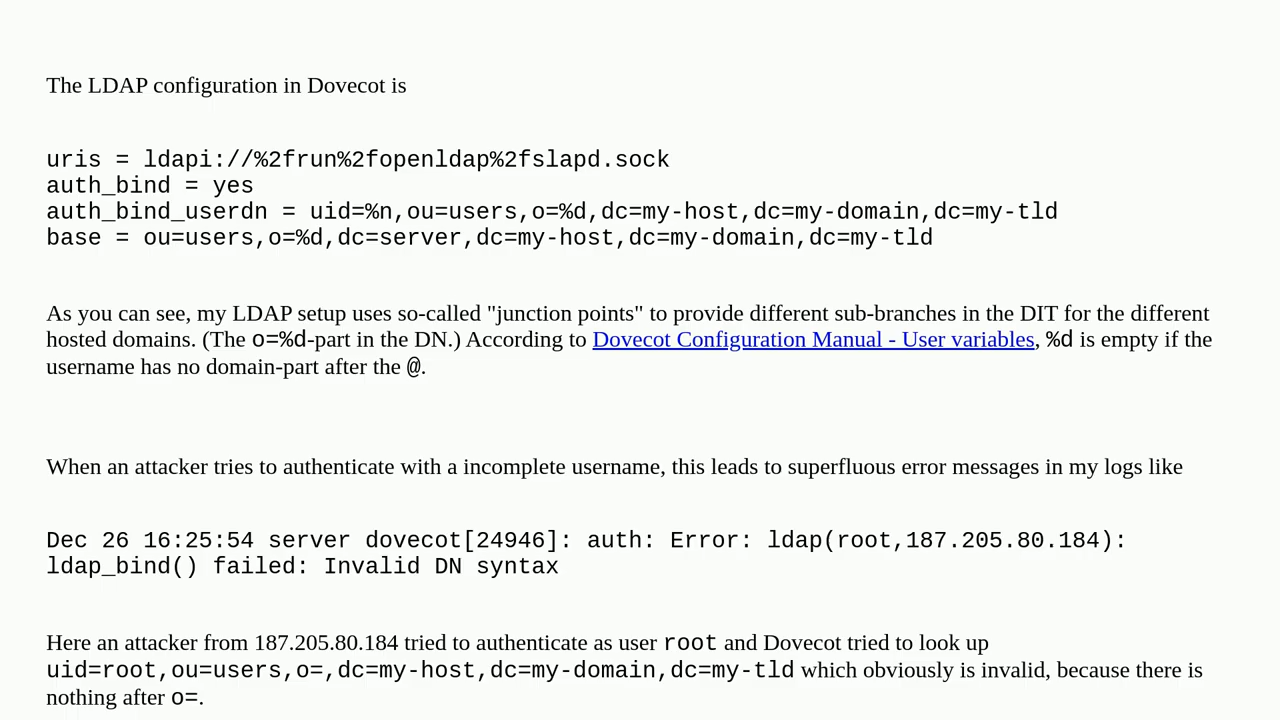 The LDAP configuration in Dovecot is
uris = ldapi://%2frun%2fopenldap%2fslapd.sock
auth_bind = yes
auth_bind_userdn = uid=%n,ou=users,o=%d,dc=my-host,dc=my-domain,dc=my-tld
base = ou=users,o=%d,dc=server,dc=my-host,dc=my-domain,dc=my-tld
As you can see, my LDAP setup uses so-called "junction points" to provide different sub-branches in the DIT for the different
hosted domains. (The o=%d-part in the DN.) According to Dovecot Configuration Manual - User variables, %d is empty if the
username has no domain-part after the @.
When an attacker tries to authenticate with a incomplete username, this leads to superfluous error messages in my logs like
Dec 26 16:25:54 server dovecot[24946]: auth: Error: ldap(root,187.205.80.184):
ldap_bind() failed: Invalid DN syntax
Here an attacker from 187.205.80.184 tried to authenticate as user root and Dovecot tried to look up
uid=root,ou=users,o=,dc=my-host,dc=my-domain,dc=my-tld which obviously is invalid, because there is
nothing after o=.